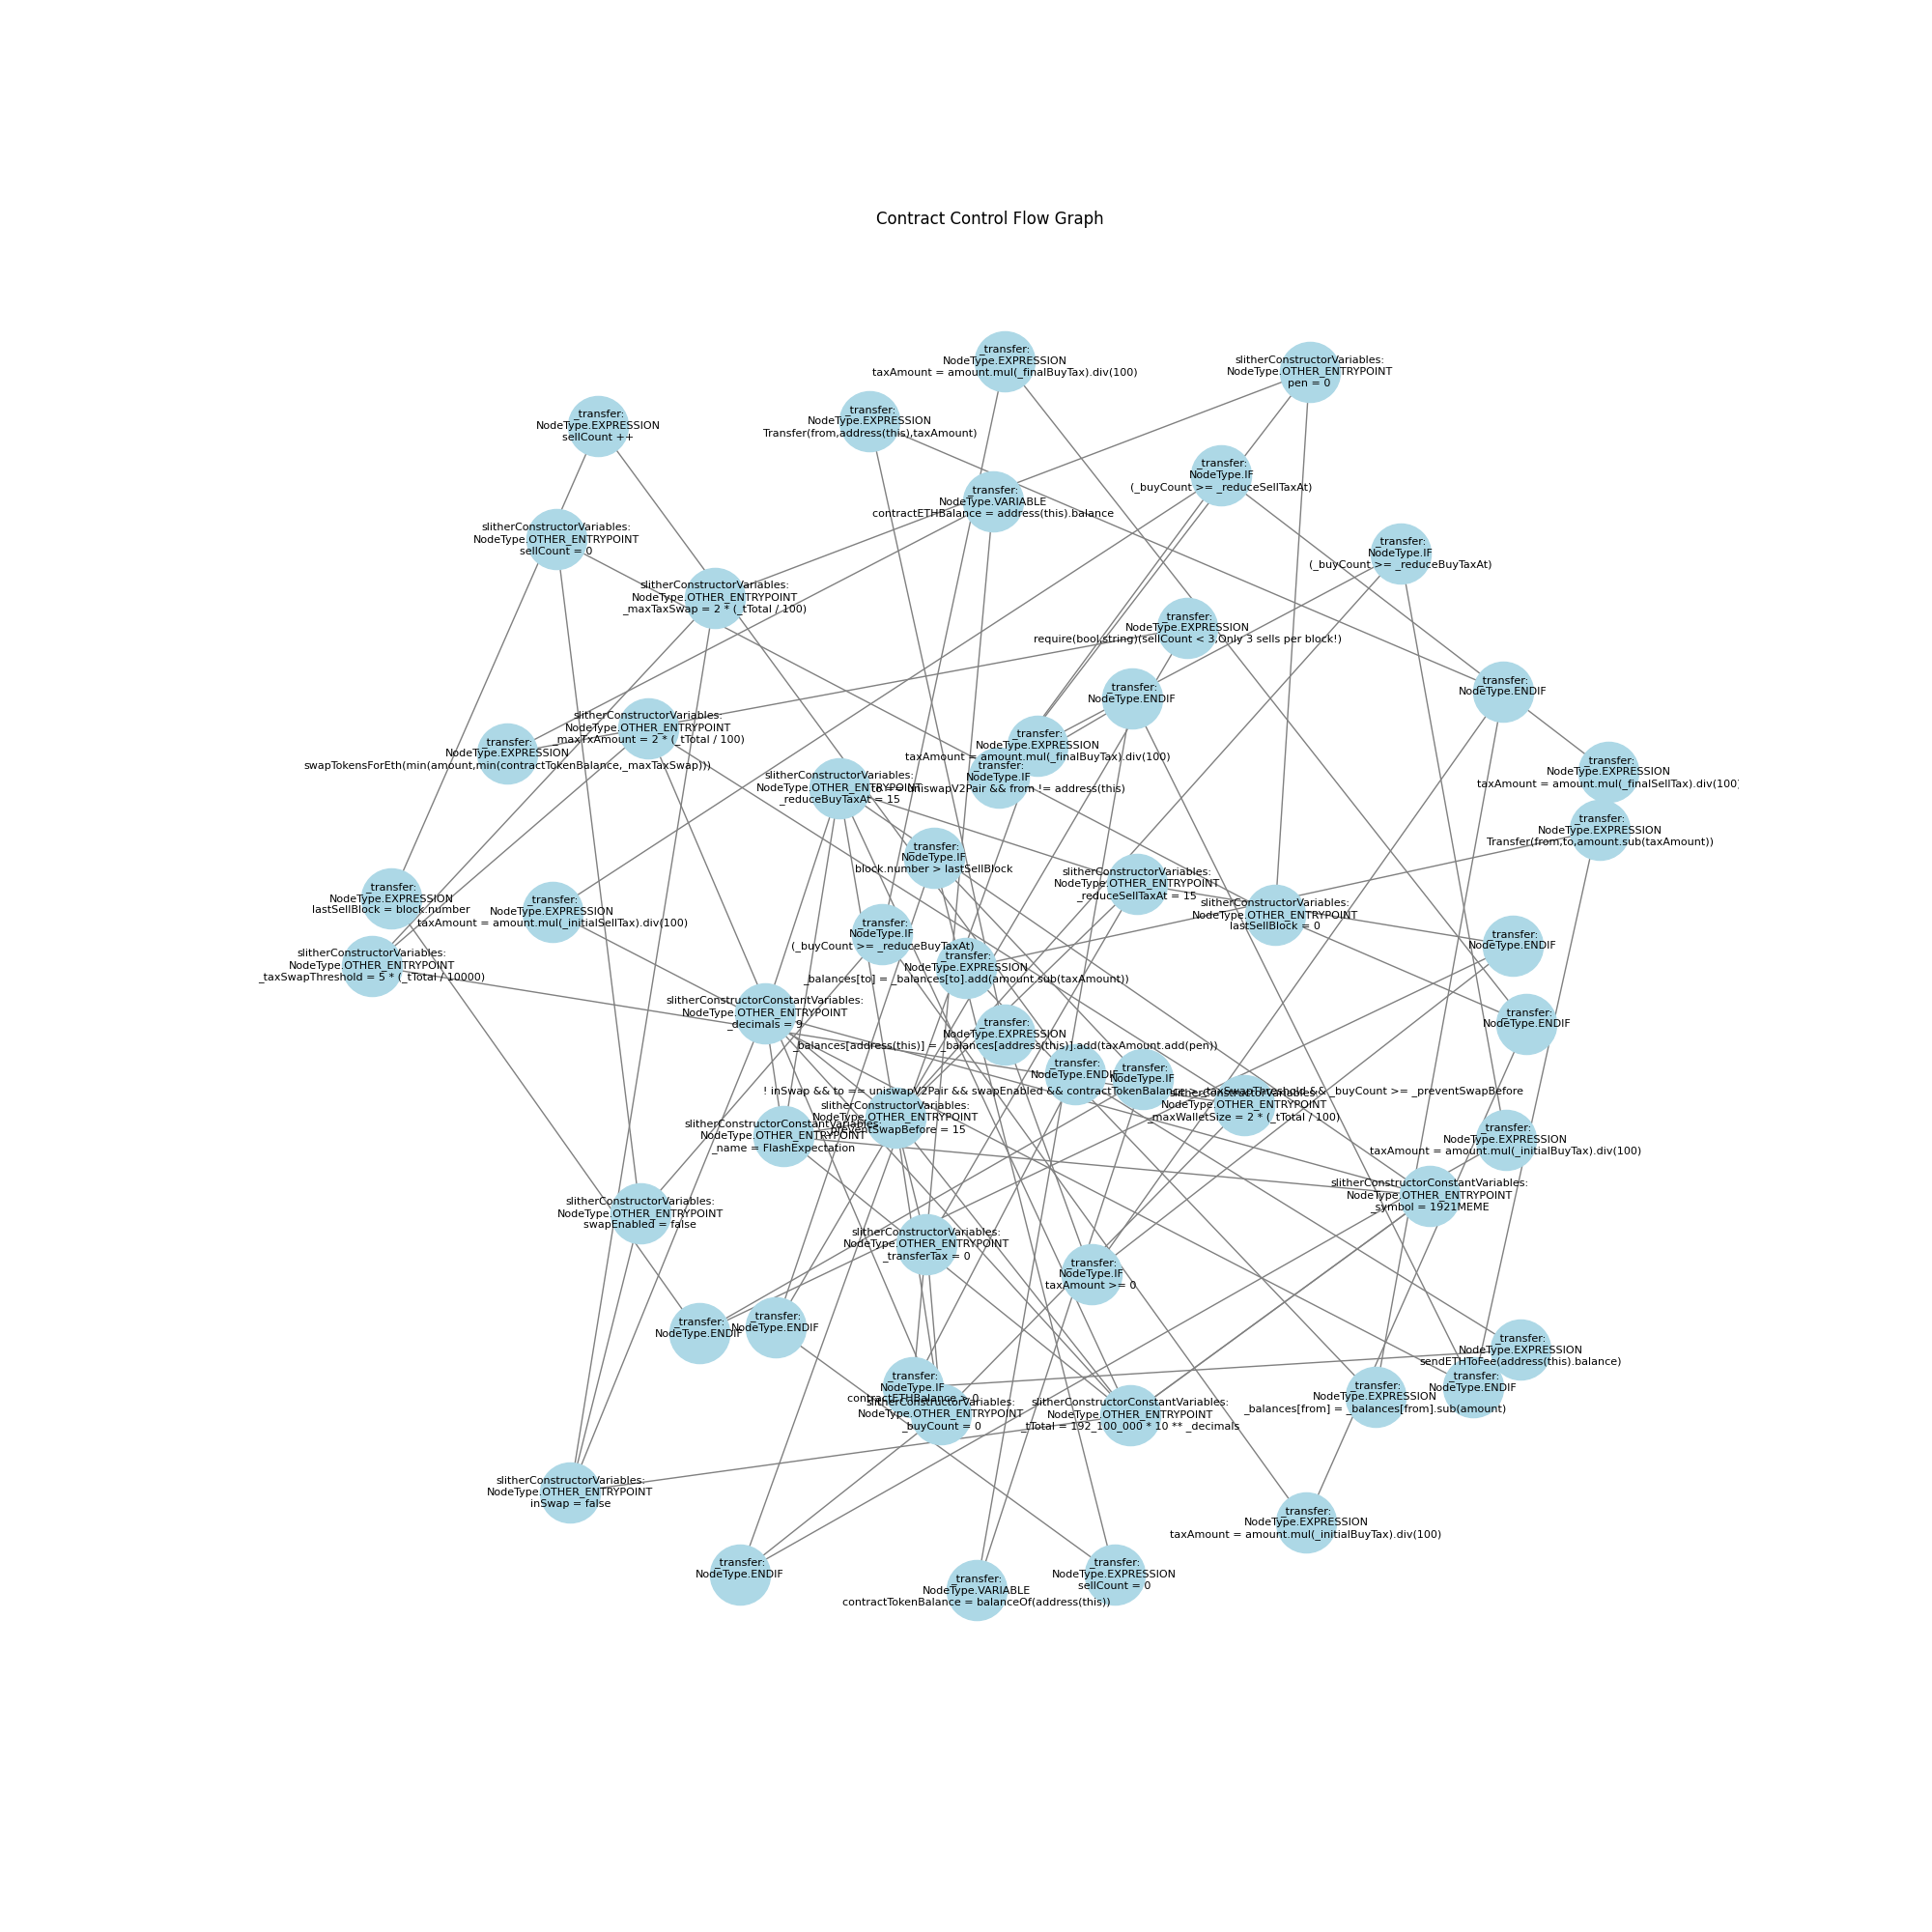 Contract Control Flow Graph
_transfer:
NodeType.EXPRESSION
taxAmount = amount.mul(_finalBuyTax).div(100)
slitherConstructorVariables:
NodeType.OTHER_ENTRYPOINT
pen = 0
_transfer:
NodeType.EXPRESSION
Transfer(from,address(this),taxAmount)
_transfer:
NodeType.EXPRESSION
sellCount ++
_transfer:
NodeType.IF
(_buyCount >= _reduceSellTaxAt)
_transfer:
NodeType.VARIABLE
contractETHBalance = address(this).balance
slitherConstructorVariables:
NodeType.OTHER_ENTRYPOINT
sellCount = 0
_transfer:
NodeType.IF
(_buyCount >= _reduceBuyTaxAt)
slitherConstructorVariables:
NodeType.OTHER_ENTRYPOINT
_maxTaxSwap = 2 * (_tTotal / 100)
_transfer:
NodeType.EXPRESSION
require(bool,string)(sellCount < 3,Only 3 sells per block!)
_transfer:
NodeType.ENDIF
_transfer:
NodeType.ENDIF
slitherConstructorVariables:
NodeType.OTHER_ENTRYPOINT
_maxTxAmount = 2 * (_tTotal / 100)
_transfer:
NodeType.EXPRESSION
swapTokensForEth(min(amount,min(contractTokenBalance,_maxTaxSwap)))
_transfer:
NodeType.EXPRESSION
taxAmount = amount.mul(_finalBuyTax).div(100)
_transfer:
NodeType.IF
to == uniswapV2Pair && from != address(this)
slitherConstructorVariables:
NodeType.OTHER_ENTRYPOINT
_reduceBuyTaxAt = 15
_transfer:
NodeType.EXPRESSION
taxAmount = amount.mul(_finalSellTax).div(100)
_transfer:
NodeType.EXPRESSION
Transfer(from,to,amount.sub(taxAmount))
_transfer:
NodeType.IF
block.number > lastSellBlock
slitherConstructorVariables:
NodeType.OTHER_ENTRYPOINT
_reduceSellTaxAt = 15
_transfer:
NodeType.EXPRESSION
lastSellBlock = block.number
_transfer:
NodeType.EXPRESSION
taxAmount = amount.mul(_initialSellTax).div(100)
slitherConstructorVariables:
NodeType.OTHER_ENTRYPOINT
lastSellBlock = 0
_transfer:
NodeType.IF
(_buyCount >= _reduceBuyTaxAt)
_transfer:
NodeType.ENDIF
slitherConstructorVariables:
NodeType.OTHER_ENTRYPOINT
_taxSwapThreshold = 5 * (_tTotal / 10000)
_transfer:
NodeType.EXPRESSION
_balances[to] = _balances[to].add(amount.sub(taxAmount))
slitherConstructorConstantVariables:
NodeType.OTHER_ENTRYPOINT
_decimals = 9
_transfer:
NodeType.ENDIF
_transfer:
NodeType.EXPRESSION
_balances[address(this)] = _balances[address(this)].add(taxAmount.add(pen))
_transfer:
NodeType.ENDIF
_transfer:
NodeType.IF
! inSwap && to == uniswapV2Pair && swapEnabled && contractTokenBalance > _taxSwapThreshold && _buyCount >= _preventSwapBefore
slitherConstructorVariables:
NodeType.OTHER_ENTRYPOINT
_maxWalletSize = 2 * (_tTotal / 100)
slitherConstructorVariables:
NodeType.OTHER_ENTRYPOINT
_preventSwapBefore = 15
slitherConstructorConstantVariables:
NodeType.OTHER_ENTRYPOINT
_name = FlashExpectation
_transfer:
NodeType.EXPRESSION
taxAmount = amount.mul(_initialBuyTax).div(100)
slitherConstructorConstantVariables:
NodeType.OTHER_ENTRYPOINT
_symbol = 1921MEME
slitherConstructorVariables:
NodeType.OTHER_ENTRYPOINT
swapEnabled = false
slitherConstructorVariables:
NodeType.OTHER_ENTRYPOINT
_transferTax = 0
_transfer:
NodeType.IF
taxAmount >= 0
_transfer:
NodeType.ENDIF
_transfer:
NodeType.ENDIF
_transfer:
NodeType.EXPRESSION
sendETHToFee(address(this).balance)
_transfer:
NodeType.ENDIF
_transfer:
NodeType.IF
contractETHBalance > 0
_transfer:
NodeType.EXPRESSION
_balances[from] = _balances[from].sub(amount)
slitherConstructorVariables:
NodeType.OTHER_ENTRYPOINT
_buyCount = 0
slitherConstructorConstantVariables:
NodeType.OTHER_ENTRYPOINT
_tTotal = 192_100_000 * 10 ** _decimals
slitherConstructorVariables:
NodeType.OTHER_ENTRYPOINT
inSwap = false
_transfer:
NodeType.EXPRESSION
taxAmount = amount.mul(_initialBuyTax).div(100)
_transfer:
NodeType.ENDIF
_transfer:
NodeType.EXPRESSION
sellCount = 0
_transfer:
NodeType.VARIABLE
contractTokenBalance = balanceOf(address(this))